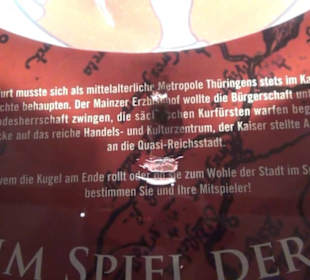 urt musste sich als mittelalterliche Metropole Thüringens stets im Ka
chte behaupten. Der Mainzer Erzbischof wollte die Bürgerschaft unt
desherrschaft zwingen, die sächsischen Kurfürsten warfen beg
cke auf das reiche Handels- und Kulturzentrum, der Kaiser stellte A
an die Quasi-Reichsstadt.
wem die Kugel am Ende rollt oder ob sie zum Wohle der Stadt im S
bestimmen Sie und Ihre Mitspieler!
IM SPIEL DER